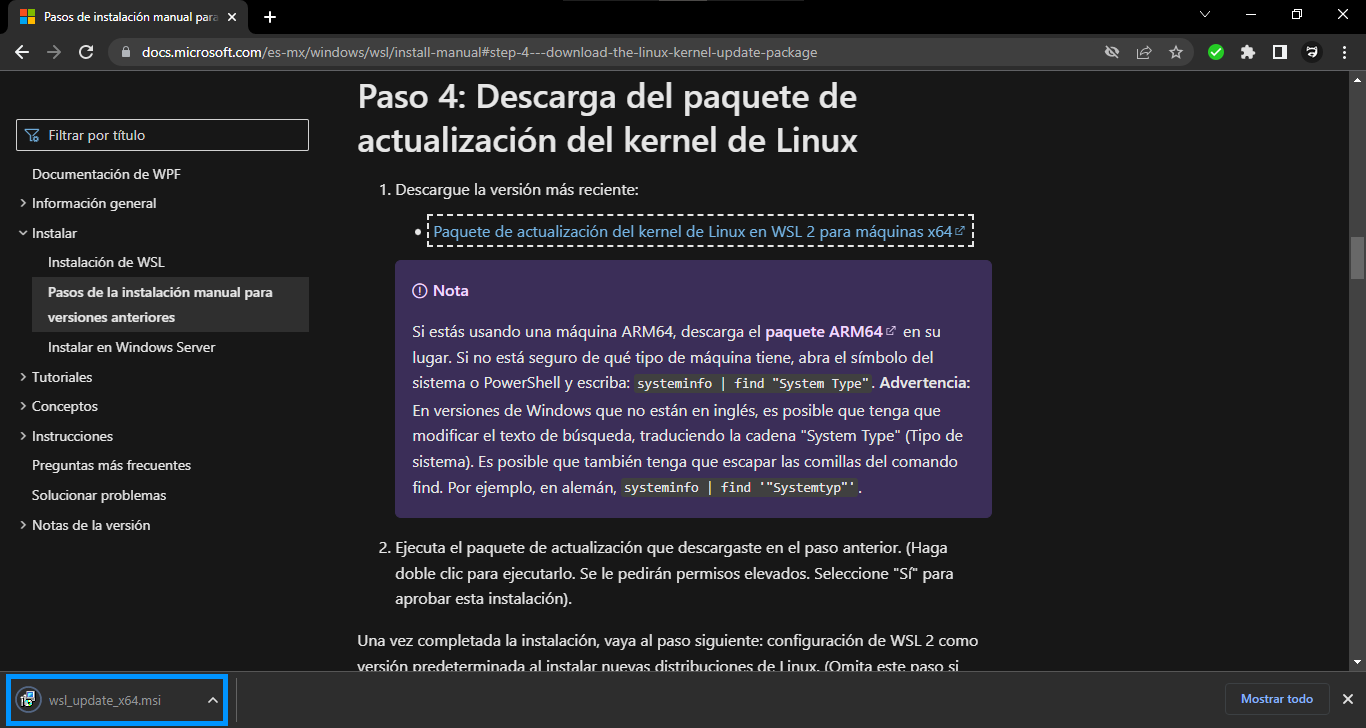 Pasos de instalación manual para
docs.microsoft.com/es-mx/windows/wsl/install-manual#step-4---download-the-linux-kernel-update-package
Filtrar por título
Documentación de WPF
Información general
Instalar
Instalación de WSL
Pasos de la instalación manual para
versiones anteriores
Instalar en Windows Server
Tutoriales
Conceptos
Instrucciones
Preguntas más frecuentes
Solucionar problemas
Notas de la versión
Paso 4: Descarga del paquete de
actualización del kernel de Linux
1. Descargue la versión más reciente:
• Paquete de actualización del kernel de Linux en WSL 2 para máquinas x64
Nota
Si estás usando una máquina ARM64, descarga el paquete ARM64 en su
lugar. Si no está seguro de qué tipo de máquina tiene, abra el símbolo del
sistema o PowerShell y escriba: systeminfo | find "System Type". Advertencia:
En versiones de Windows que no están en inglés, es posible que tenga que
modificar el texto de búsqueda, traduciendo la cadena "System Type" (Tipo de
sistema). Es posible que también tenga que escapar las comillas del comando
find. Por ejemplo, en alemán, systeminfo | find '"Systemtyp"'.
2. Ejecuta el paquete de actualización que descargaste en el paso anterior. (Haga
doble clic para ejecutarlo. Se le pedirán permisos elevados. Seleccione "Sí" para
aprobar esta instalación).
Una vez completada la instalación, vaya al paso siguiente: configuración de WSL 2 como
versión predeterminada al instalar nuevas distribuciones de Linux. (Omita este paso si
wsl_update_x64.msi
Mostrar todo